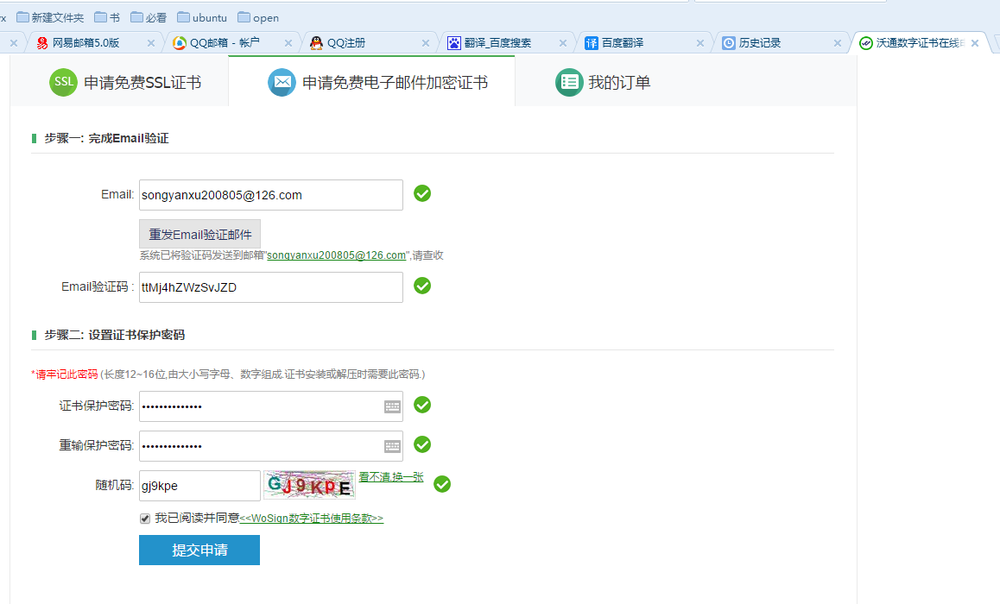 x 新建文件夹 书 必看 ubuntu open
网易邮箱5.0版 QQ邮箱 - 帐户 QQ注册 翻译_百度搜索 译 百度翻译 历史记录 沃通数字证书在线
SSL 申请免费SSL证书 申请免费电子邮件加密证书 我的订单
步骤一: 完成Email验证
Email: songyanxu200805@126.com
重发Email验证邮件
系统已将验证码发送到邮箱"songyanxu200805@126.com",请查收
Email验证码 : ttMj4hZWzSvJZD
步骤二: 设置证书保护密码
*请牢记此密码 (长度12~16位,由大小写字母、数字组成.证书安装或解压时需要此密码.)
证书保护密码: ••••••••••••••
重输保护密码: ••••••••••••••
随机码: gj9kpe GJ9KPE 看不清,换一张
我已阅读并同意<<WoSign数字证书使用条款>>
提交申请